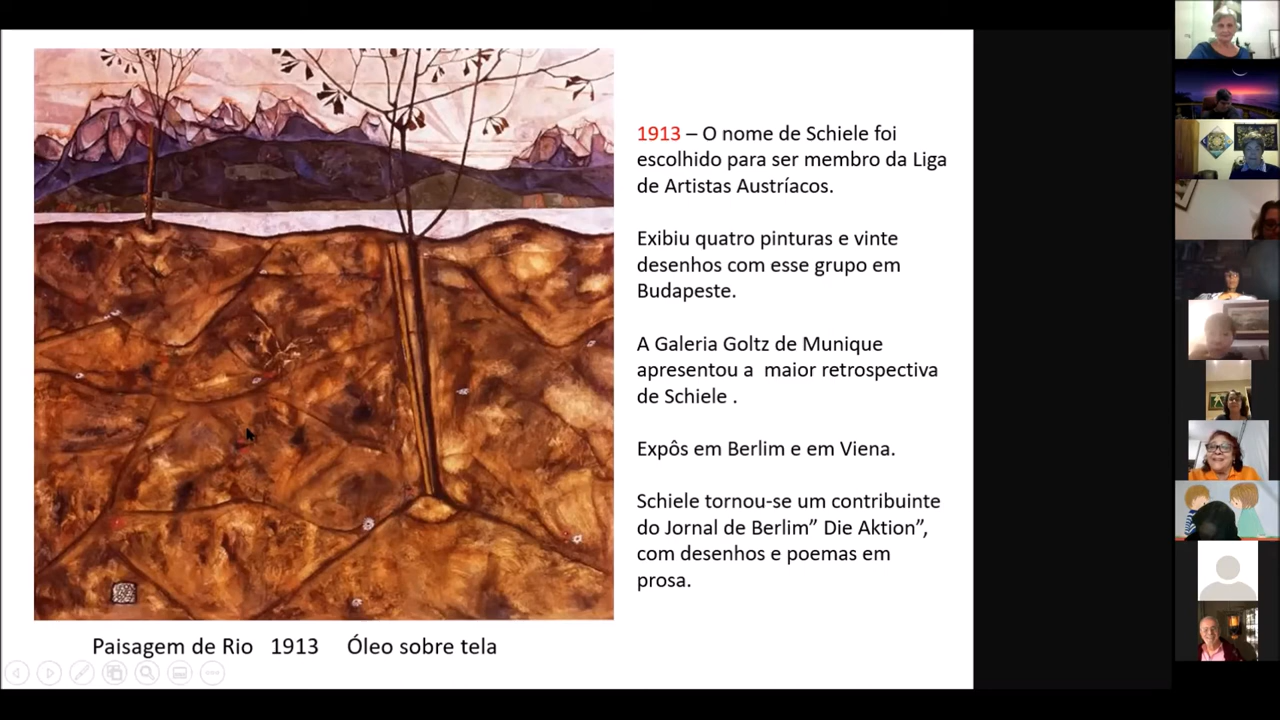 1913 – O nome de Schiele foi
escolhido para ser membro da Liga
de Artistas Austríacos.
Exibiu quatro pinturas e vinte
desenhos com esse grupo em
Budapeste.
A Galeria Goltz de Munique
apresentou a  maior retrospectiva
de Schiele .
Expôs em Berlim e em Viena.
Schiele tornou-se um contribuinte
do Jornal de Berlim” Die Aktion”,
com desenhos e poemas em
prosa.
Paisagem de Rio   1913     Óleo sobre tela